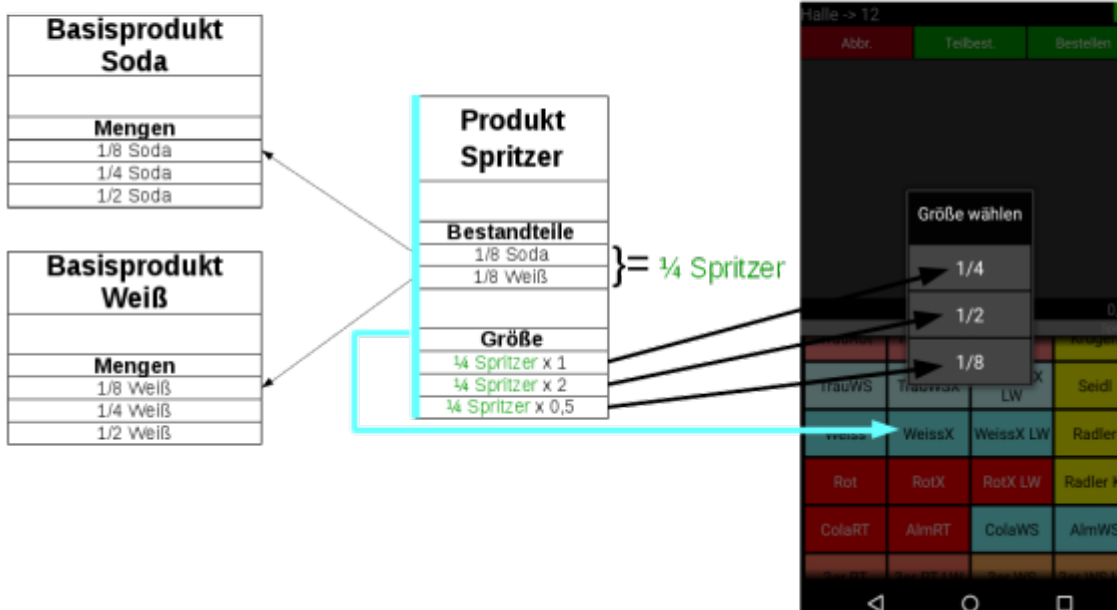 Basisprodukt
Soda
Mengen
1/8 Soda
1/4 Soda
1/2 Soda
Basisprodukt
Weiß
Mengen
1/8 Weiß
1/4 Weiß
1/2 Weiß
Produkt
Spritzer
Bestandteile
1/8 Soda
1/8 Weiß
}= ¼ Spritzer
Größe
¼ Spritzer x 1
¼ Spritzer x 2
¼ Spritzer x 0,5
Halle -> 12
Abbr. Teilbest. Bestellen
Größe wählen
1/4
1/2
1/8
TrauWS TrauWSX LW Seidl
Weiss WeissX WeissX LW Radler
Rot RotX RotX LW Radler
ColaRT AlmRT ColaWS AlmWS